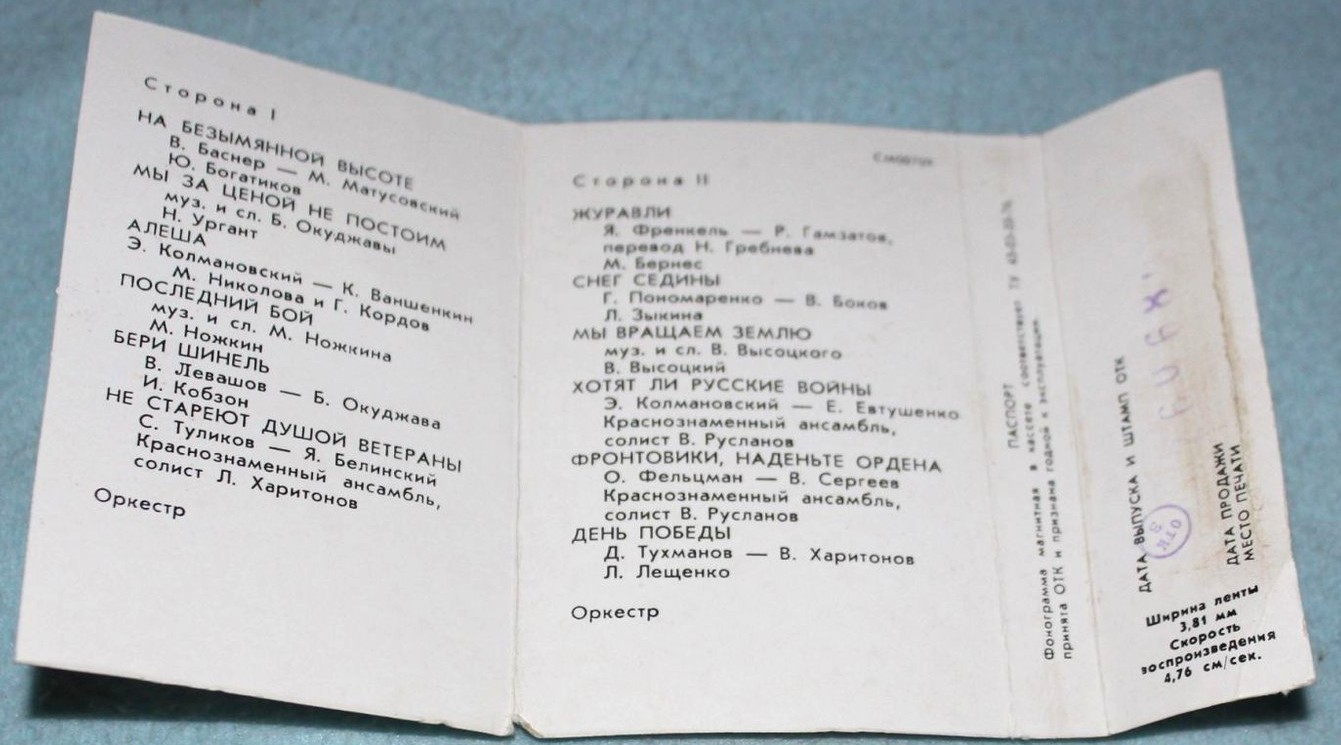 Сторона I
НА БЕЗЫМЯННОЙ ВЫСОТЕ
В. Баснер — М. Матусовский
Ю. Богатиков
МЫ ЗА ЦЕНОЙ НЕ ПОСТОИМ
муз. и сл. Б. Окуджавы
Н. Ургант
АЛЕША
Э. Колмановский — К. Ваншенкин
М. Николова и Г. Кордов
ПОСЛЕДНИЙ БОЙ
муз. и сл. М. Ножкина
М. Ножкин
БЕРИ ШИНЕЛЬ
В. Левашов — Б. Окуджава
И. Кобзон
НЕ СТАРЕЮТ ДУШОЙ ВЕТЕРАНЫ
С. Туликов — Я. Белинский
Краснознаменный ансамбль,
солист Л. Харитонов
Оркестр
Сторона II
ЖУРАВЛИ
Я. Френкель — Р. Гамзатов,
перевод Н. Гребнева
М. Бернес
СНЕГ СЕДИНЫ
Г. Пономаренко — В. Боков
Л. Зыкина
МЫ ВРАЩАЕМ ЗЕМЛЮ
муз. и сл. В. Высоцкого
В. Высоцкий
ХОТЯТ ЛИ РУССКИЕ ВОЙНЫ
Э. Колмановский — Е. Евтушенко
Краснознаменный ансамбль,
солист В. Русланов
ФРОНТОВИКИ, НАДЕНЬТЕ ОРДЕНА
О. Фельцман — В. Сергеев
Краснознаменный ансамбль,
солист В. Русланов
ДЕНЬ ПОБЕДЫ
Д. Тухманов — В. Харитонов
Л. Лещенко
Оркестр
ПАСПОРТ
Фонограмма магнитная в кассете соответствует ТУ
принята ОТК и признана годной к эксплуатации.
ДАТА ВЫПУСКА И ШТАМП ОТК
ОТК
3
ДАТА ПРОДАЖИ
МЕСТО ПЕЧАТИ
Ширина ленты
3,81 мм
Скорость
воспроизведения
4,76 см/сек.